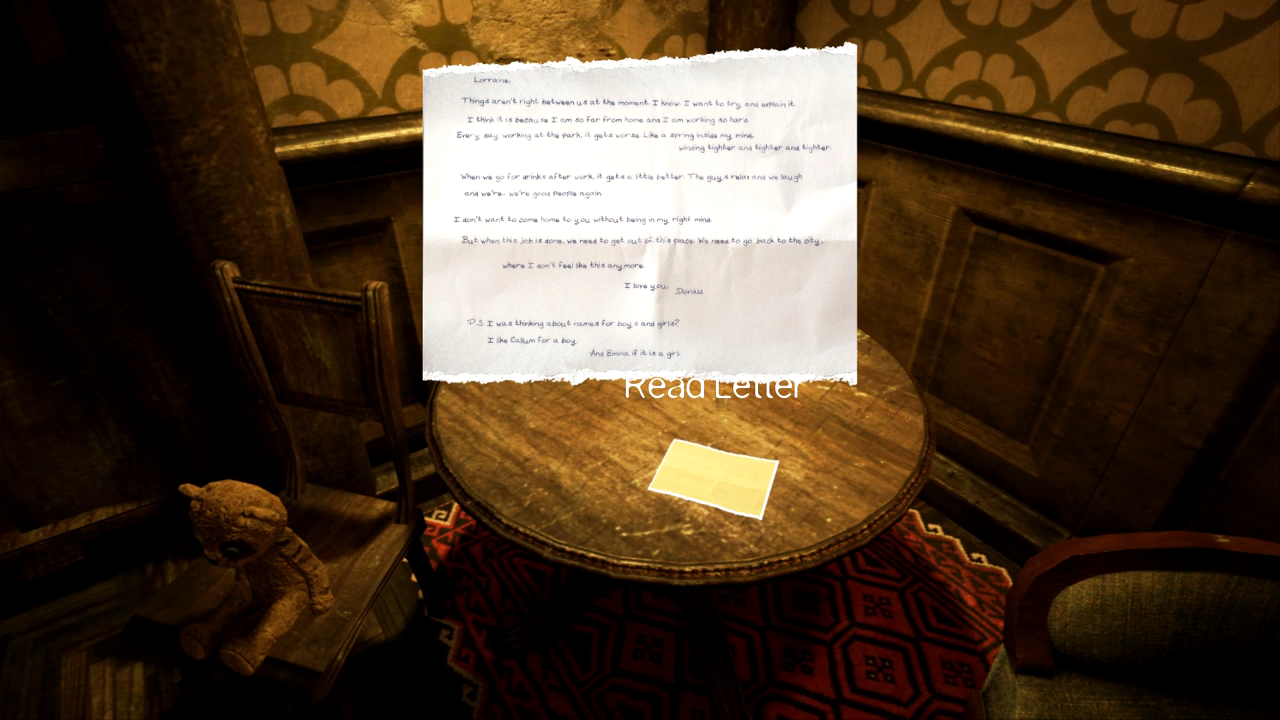 Lorraine,
Things aren't right between us at the moment. I know. I want to try, and explain it.
I think it is because I am so far from home and I am working so hard.
Every day, working at the park, it gets worse. Like a spring inside my mind,
winding tighter and tighter and tighter.
When we go for drinks after work, it gets a little better. The guys relax and we laugh
and we're- we're good people again
I don't want to come home to you without being in my right mind.
But when this job is done, we need to get out of this place. We need to go back to the city,
where I don't feel like this anymore.
I love you, Donald
P.S I was thinking about names for boys and girls?
I like Callum for a boy.
And Emma if it is a girl.
Read Letter